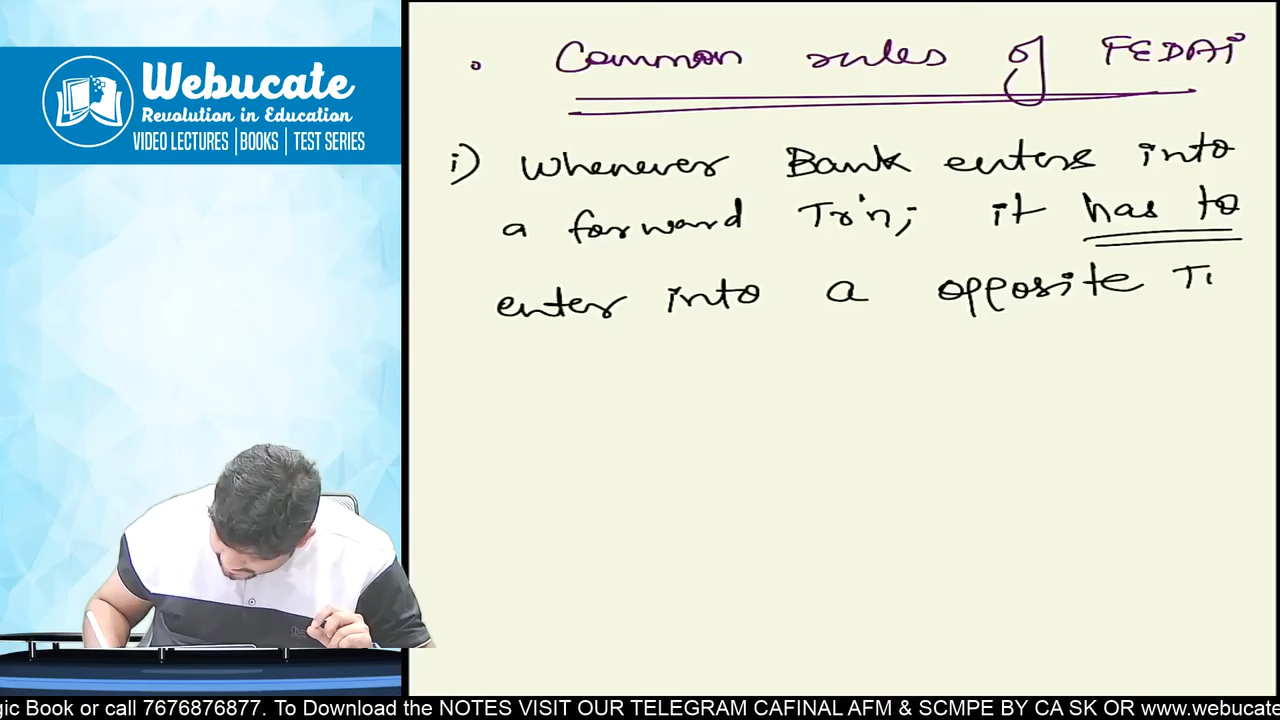 Webucate
Revolution in Education
VIDEO LECTURES | BOOKS | TEST SERIES
• Common rules of FEDAI
i) Whenever Bank enters into
a forward Tr'n; it has to
enter into a opposite
gic Book or call 7676876877. To Download the NOTES VISIT OUR TELEGRAM CAFINAL AFM & SCMPE BY CA SK OR www.webucate